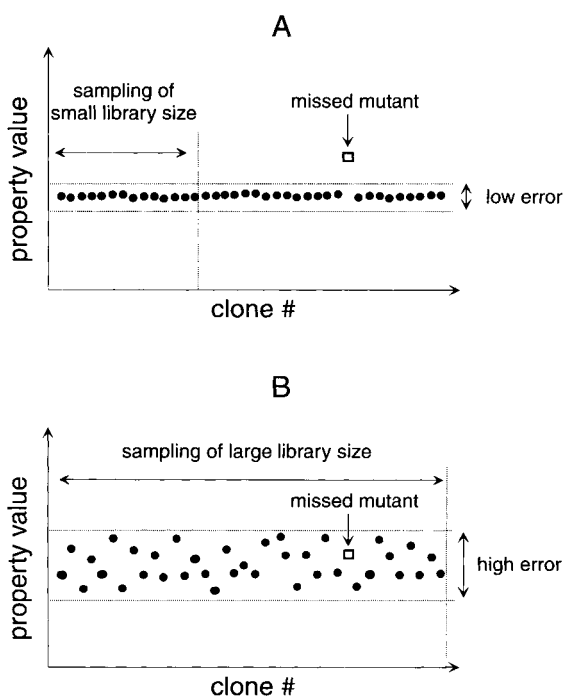 A
sampling of
small library size
missed mutant
low error
property value
clone #
B
sampling of large library size
missed mutant
high error
property value
clone #